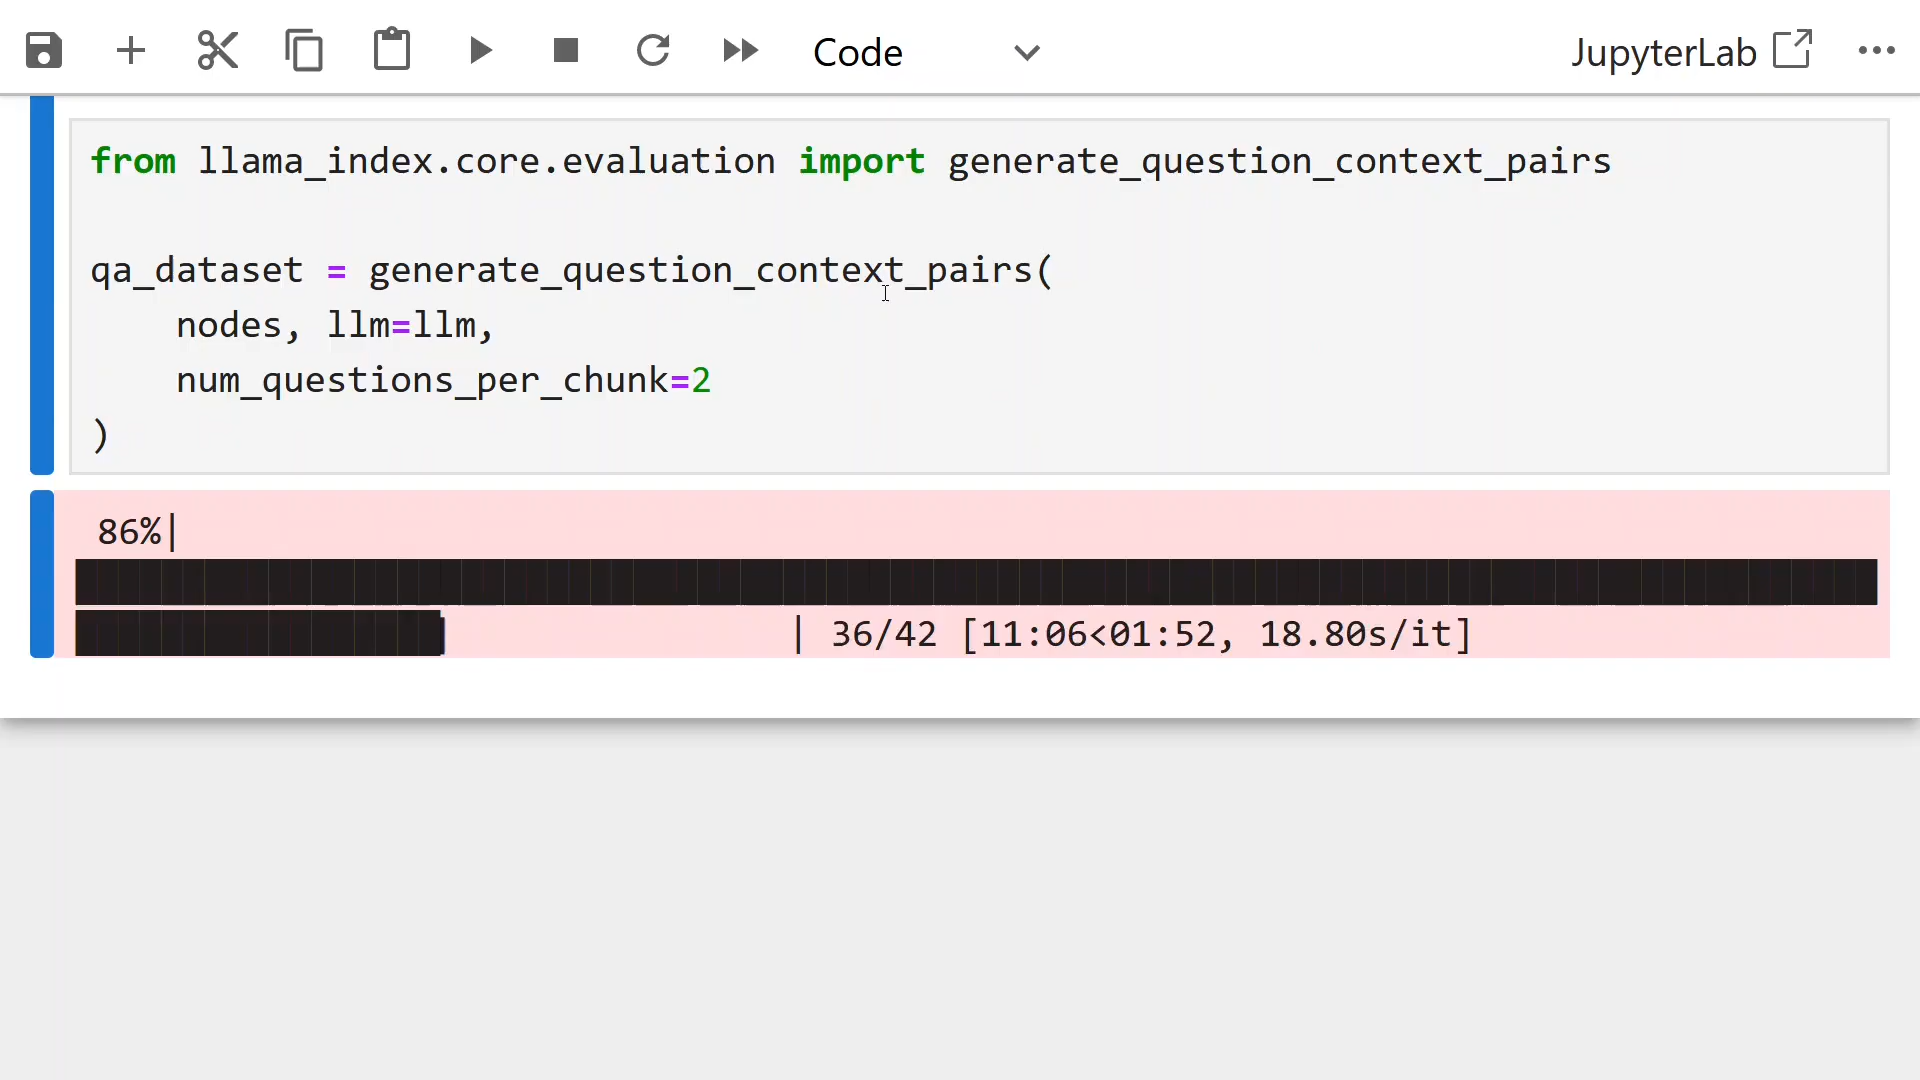 Code
JupyterLab
from llama_index.core.evaluation import generate_question_context_pairs
qa_dataset = generate_question_context_pairs(
    nodes, llm=llm,
    num_questions_per_chunk=2
)
86%|
| 36/42 [11:06<01:52, 18.80s/it]